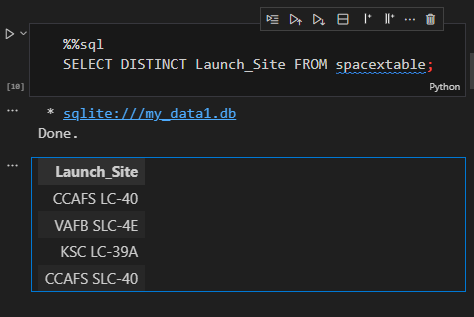 %%sql
SELECT DISTINCT Launch_Site FROM spacextable;
[10]
Python
* sqlite:///my_data1.db
Done.
Launch_Site
CCAFS LC-40
VAFB SLC-4E
KSC LC-39A
CCAFS SLC-40